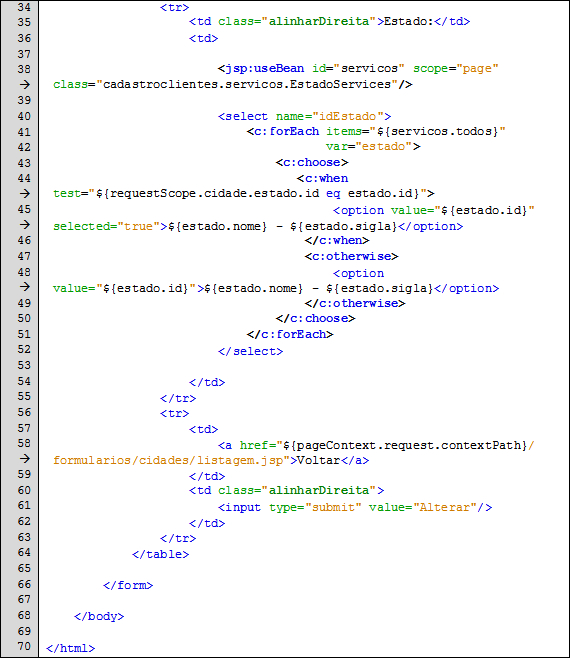 34                 <tr>
35                     <td class="alinharDireita">Estado:</td>
36                     <td>
37
38                         <jsp:useBean id="servicos" scope="page"
→ class="cadastroclientes.servicos.EstadoServices"/>
39
40                         <select name="idEstado">
41                             <c:forEach items="${servicos.todos}"
42                                        var="estado">
43                                 <c:choose>
44                                    <c:when
→ test="${requestScope.cidade.estado.id eq estado.id}">
45                                         <option value="${estado.id}"
→ selected="true">${estado.nome} - ${estado.sigla}</option>
46                                     </c:when>
47                                     <c:otherwise>
48                                         <option
→ value="${estado.id}">${estado.nome} - ${estado.sigla}</option>
49                                     </c:otherwise>
50                                 </c:choose>
51                             </c:forEach>
52                         </select>
53
54                     </td>
55                 </tr>
56                 <tr>
57                     <td>
58                         <a href="${pageContext.request.contextPath}/
→ formularios/cidades/listagem.jsp">Voltar</a>
59                     </td>
60                     <td class="alinharDireita">
61                         <input type="submit" value="Alterar"/>
62                     </td>
63                 </tr>
64             </table>
65
66         </form>
67
68     </body>
69
70 </html>